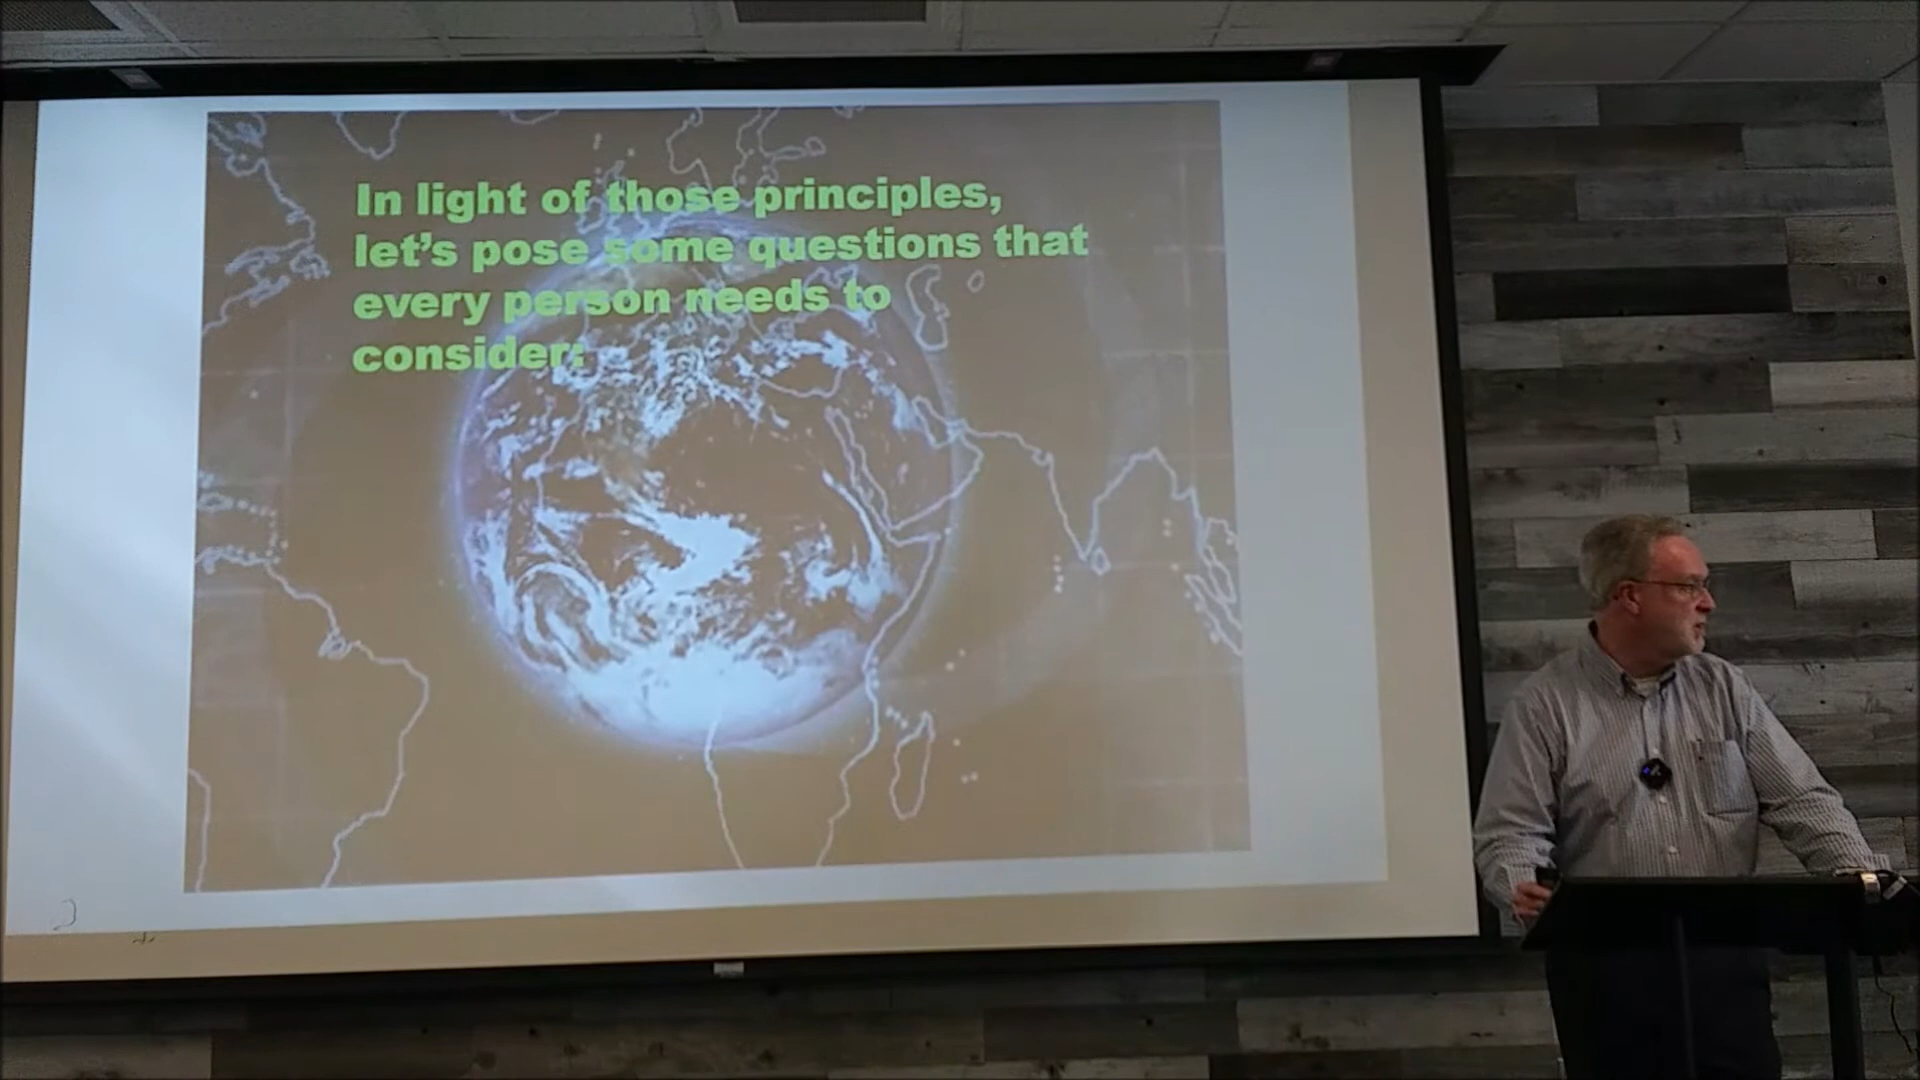 In light of those principles,
let's pose some questions that
every person needs to
consider: